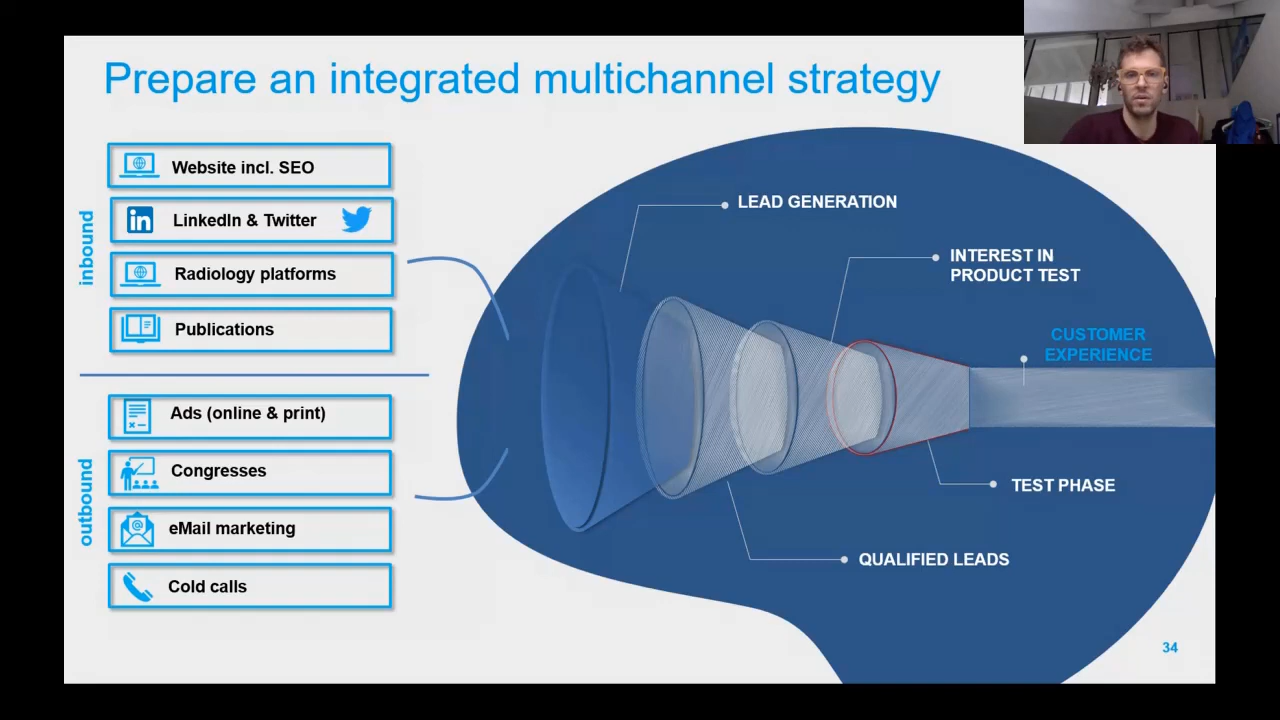 Prepare an integrated multichannel strategy
inbound
Website incl. SEO
in LinkedIn & Twitter
Radiology platforms
Publications
outbound
Ads (online & print)
Congresses
eMail marketing
Cold calls
LEAD GENERATION
INTEREST IN
PRODUCT TEST
CUSTOMER
EXPERIENCE
TEST PHASE
QUALIFIED LEADS
34